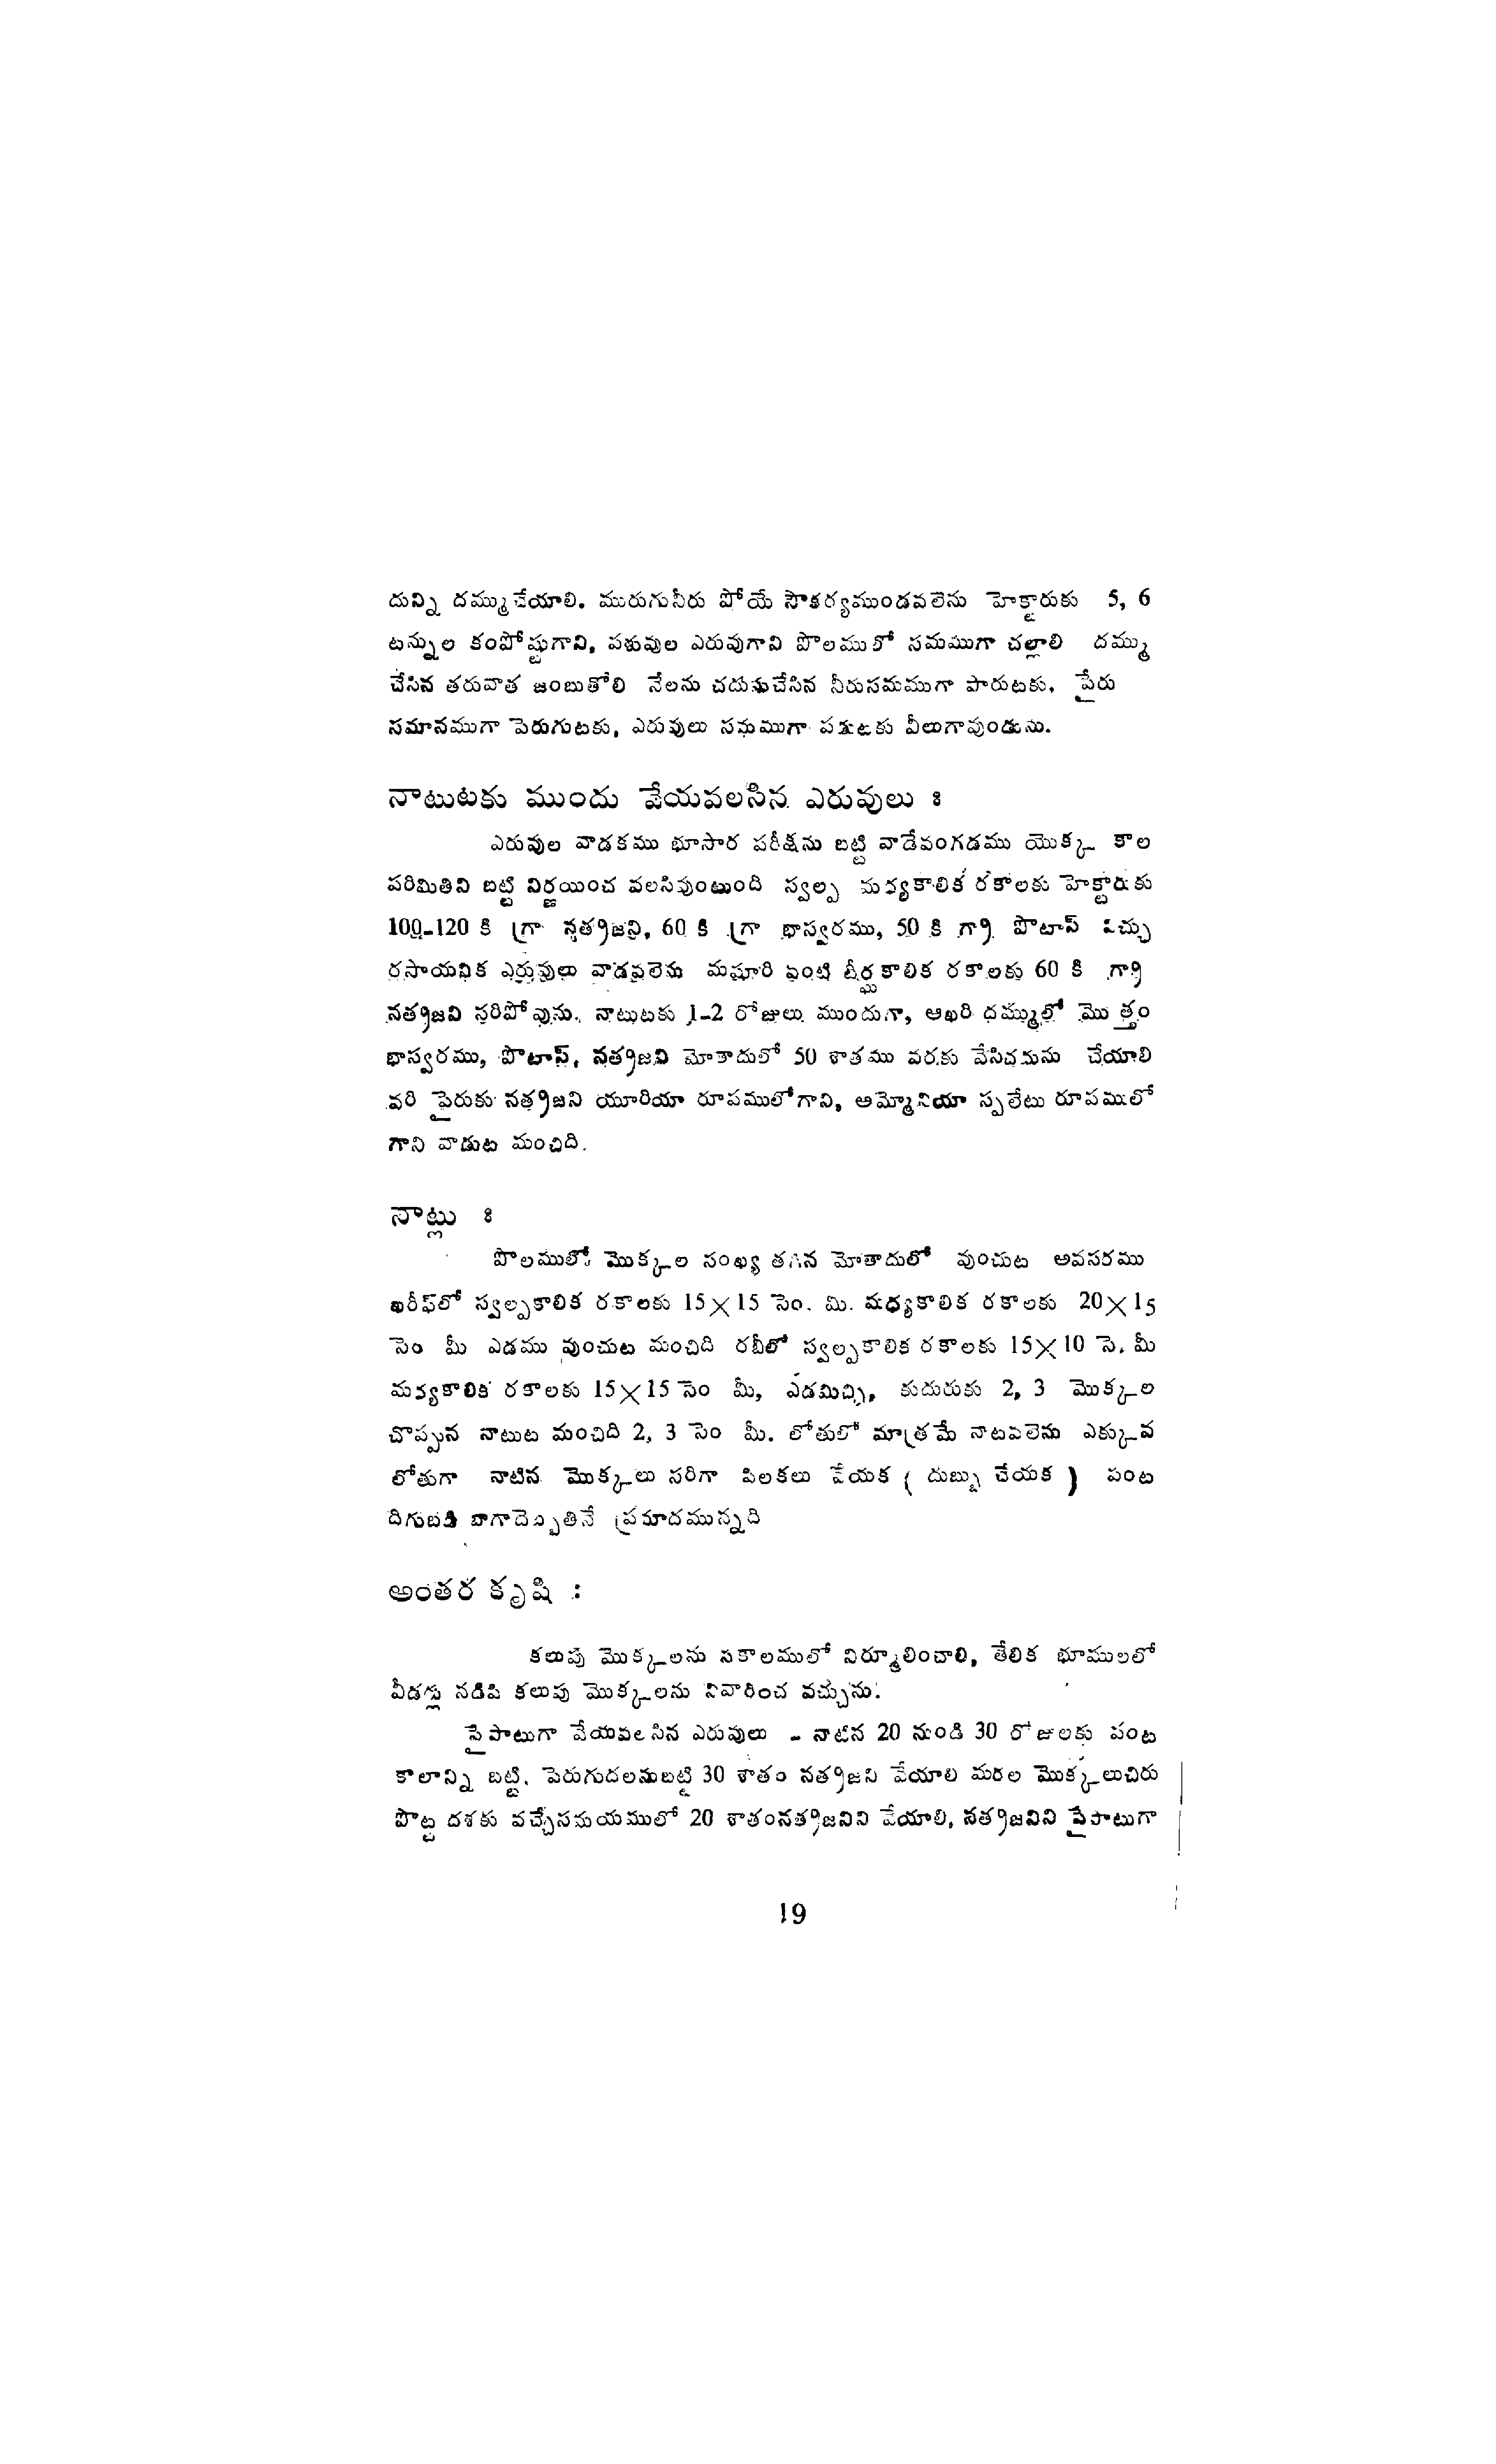 దున్ని దమ్ముచేయాలి. మురుగునీరు పోయే సౌకర్యముండవలెను హెక్టారుకు 5, 6
టన్నుల కంపోష్టుగాని, పశువుల ఎరువుగాని పొలములో సమముగా చల్లాలి దమ్ము
చేసిన తరువాత జంబుతోలి నేలను చదునుచేసిన నీరుసమముగా పారుటకు, పైరు
సమానముగా పెరుగుటకు, ఎరువులు సమముగా పడుటకు వీలుగావుండును.
నాటుటకు ముందు వేయవలసిన ఎరువులు :
ఎరువుల వాడకము భూసార పరీక్షను బట్టి వాడేవంగడము యొక్క కాల
పరిమితిని బట్టి నిర్ణయించ వలసివుంటుంది స్వల్ప మధ్యకాలిక రకాలకు హెక్టారుకు
100-120 కి గ్రా నత్రజని, 60 కి గ్రా భాస్వరము, 50 కి గ్రా పొటాస్ ఒచ్చు
రసాయనిక ఎరువులు వాడవలెను మషూరి వంటి దీర్ఘకాలిక రకాలకు 60 కి గ్రా
నత్రజని సరిపోవును. నాటుటకు 1-2 రోజులు ముందుగా, ఆఖరి దమ్ముల్లో మొత్తం
భాస్వరము, పొటాస్, నత్రజని మోతాదులో 50 శాతము వరకు వేసిదమును చేయాలి
వరి పైరుకు నత్రజని యూరియా రూపములోగాని, అమ్మోనియా స్పలేటు రూపములో
గాని వాడుట మంచిది.
నాట్లు :
పొలములో మొక్కల సంఖ్య తగిన మోతాదులో వుంచుట అవసరము
ఖరీఫ్‌లో స్వల్పకాలిక రకాలకు 15×15 సెం. మి. మధ్యకాలిక రకాలకు 20×15
సెం మీ ఎడము వుంచుట మంచిది రబీలో స్వల్పకాలిక రకాలకు 15×10 సె. మీ
మధ్యకాలిక రకాలకు 15×15 సెం మీ, ఎడమిచ్చి, కుదురుకు 2, 3 మొక్కల
చొప్పున నాటుట మంచిది 2, 3 సెం మీ. లోతులో మాత్రమే నాటవలెను ఎక్కువ
లోతుగా నాటిన మొక్కలు సరిగా పిలకలు వేయక ( దుబ్బు చేయక ) పంట
దిగుబడి బాగాదెబ్బతినే ప్రమాదమున్నది
అంతర కృషి :
కలుపు మొక్కలను సకాలములో నిర్మూలించాలి, తేలిక భూములలో
వీడగ్లు నడిపి కలుపు మొక్కలను నివారించ వచ్చును.
పైపాటుగా వేయవలసిన ఎరువులు - నాటిన 20 నుండి 30 రోజులకు పంట
కాలాన్ని బట్టి, పెరుగుదలనుబట్టి 30 శాతం నత్రజని వేయాలి మరల మొక్కలుచిరు
పొట్ట దశకు వచ్చేసమయములో 20 శాతంనత్రజనిని వేయాలి, నత్రజనిని పైపాటుగా
19